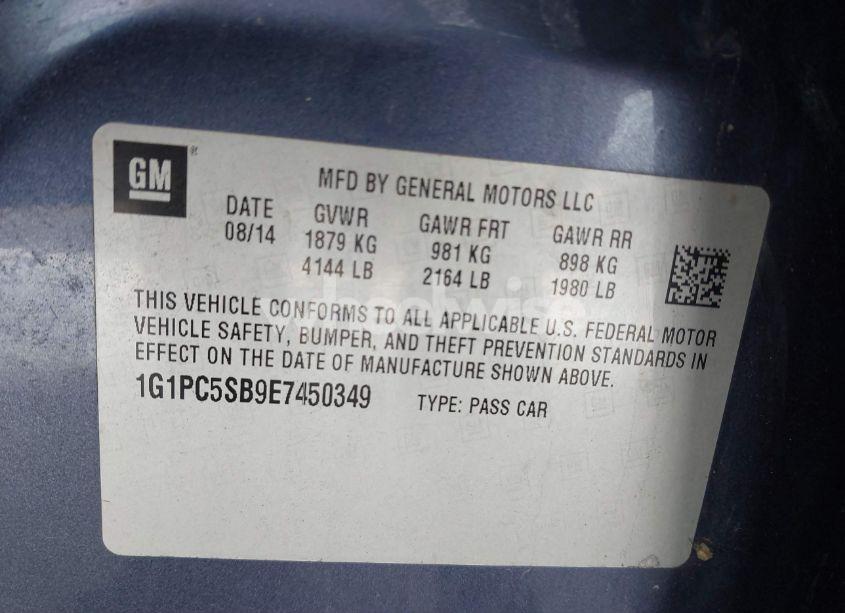 GM
MFD BY GENERAL MOTORS LLC
DATE GVWR GAWR FRT GAWR RR
08/14 1879 KG 981 KG 898 KG
4144 LB 2164 LB 1980 LB
THIS VEHICLE CONFORMS TO ALL APPLICABLE U.S. FEDERAL MOTOR
VEHICLE SAFETY, BUMPER, AND THEFT PREVENTION STANDARDS IN
EFFECT ON THE DATE OF MANUFACTURE SHOWN ABOVE.
1G1PC5SB9E7450349 TYPE: PASS CAR